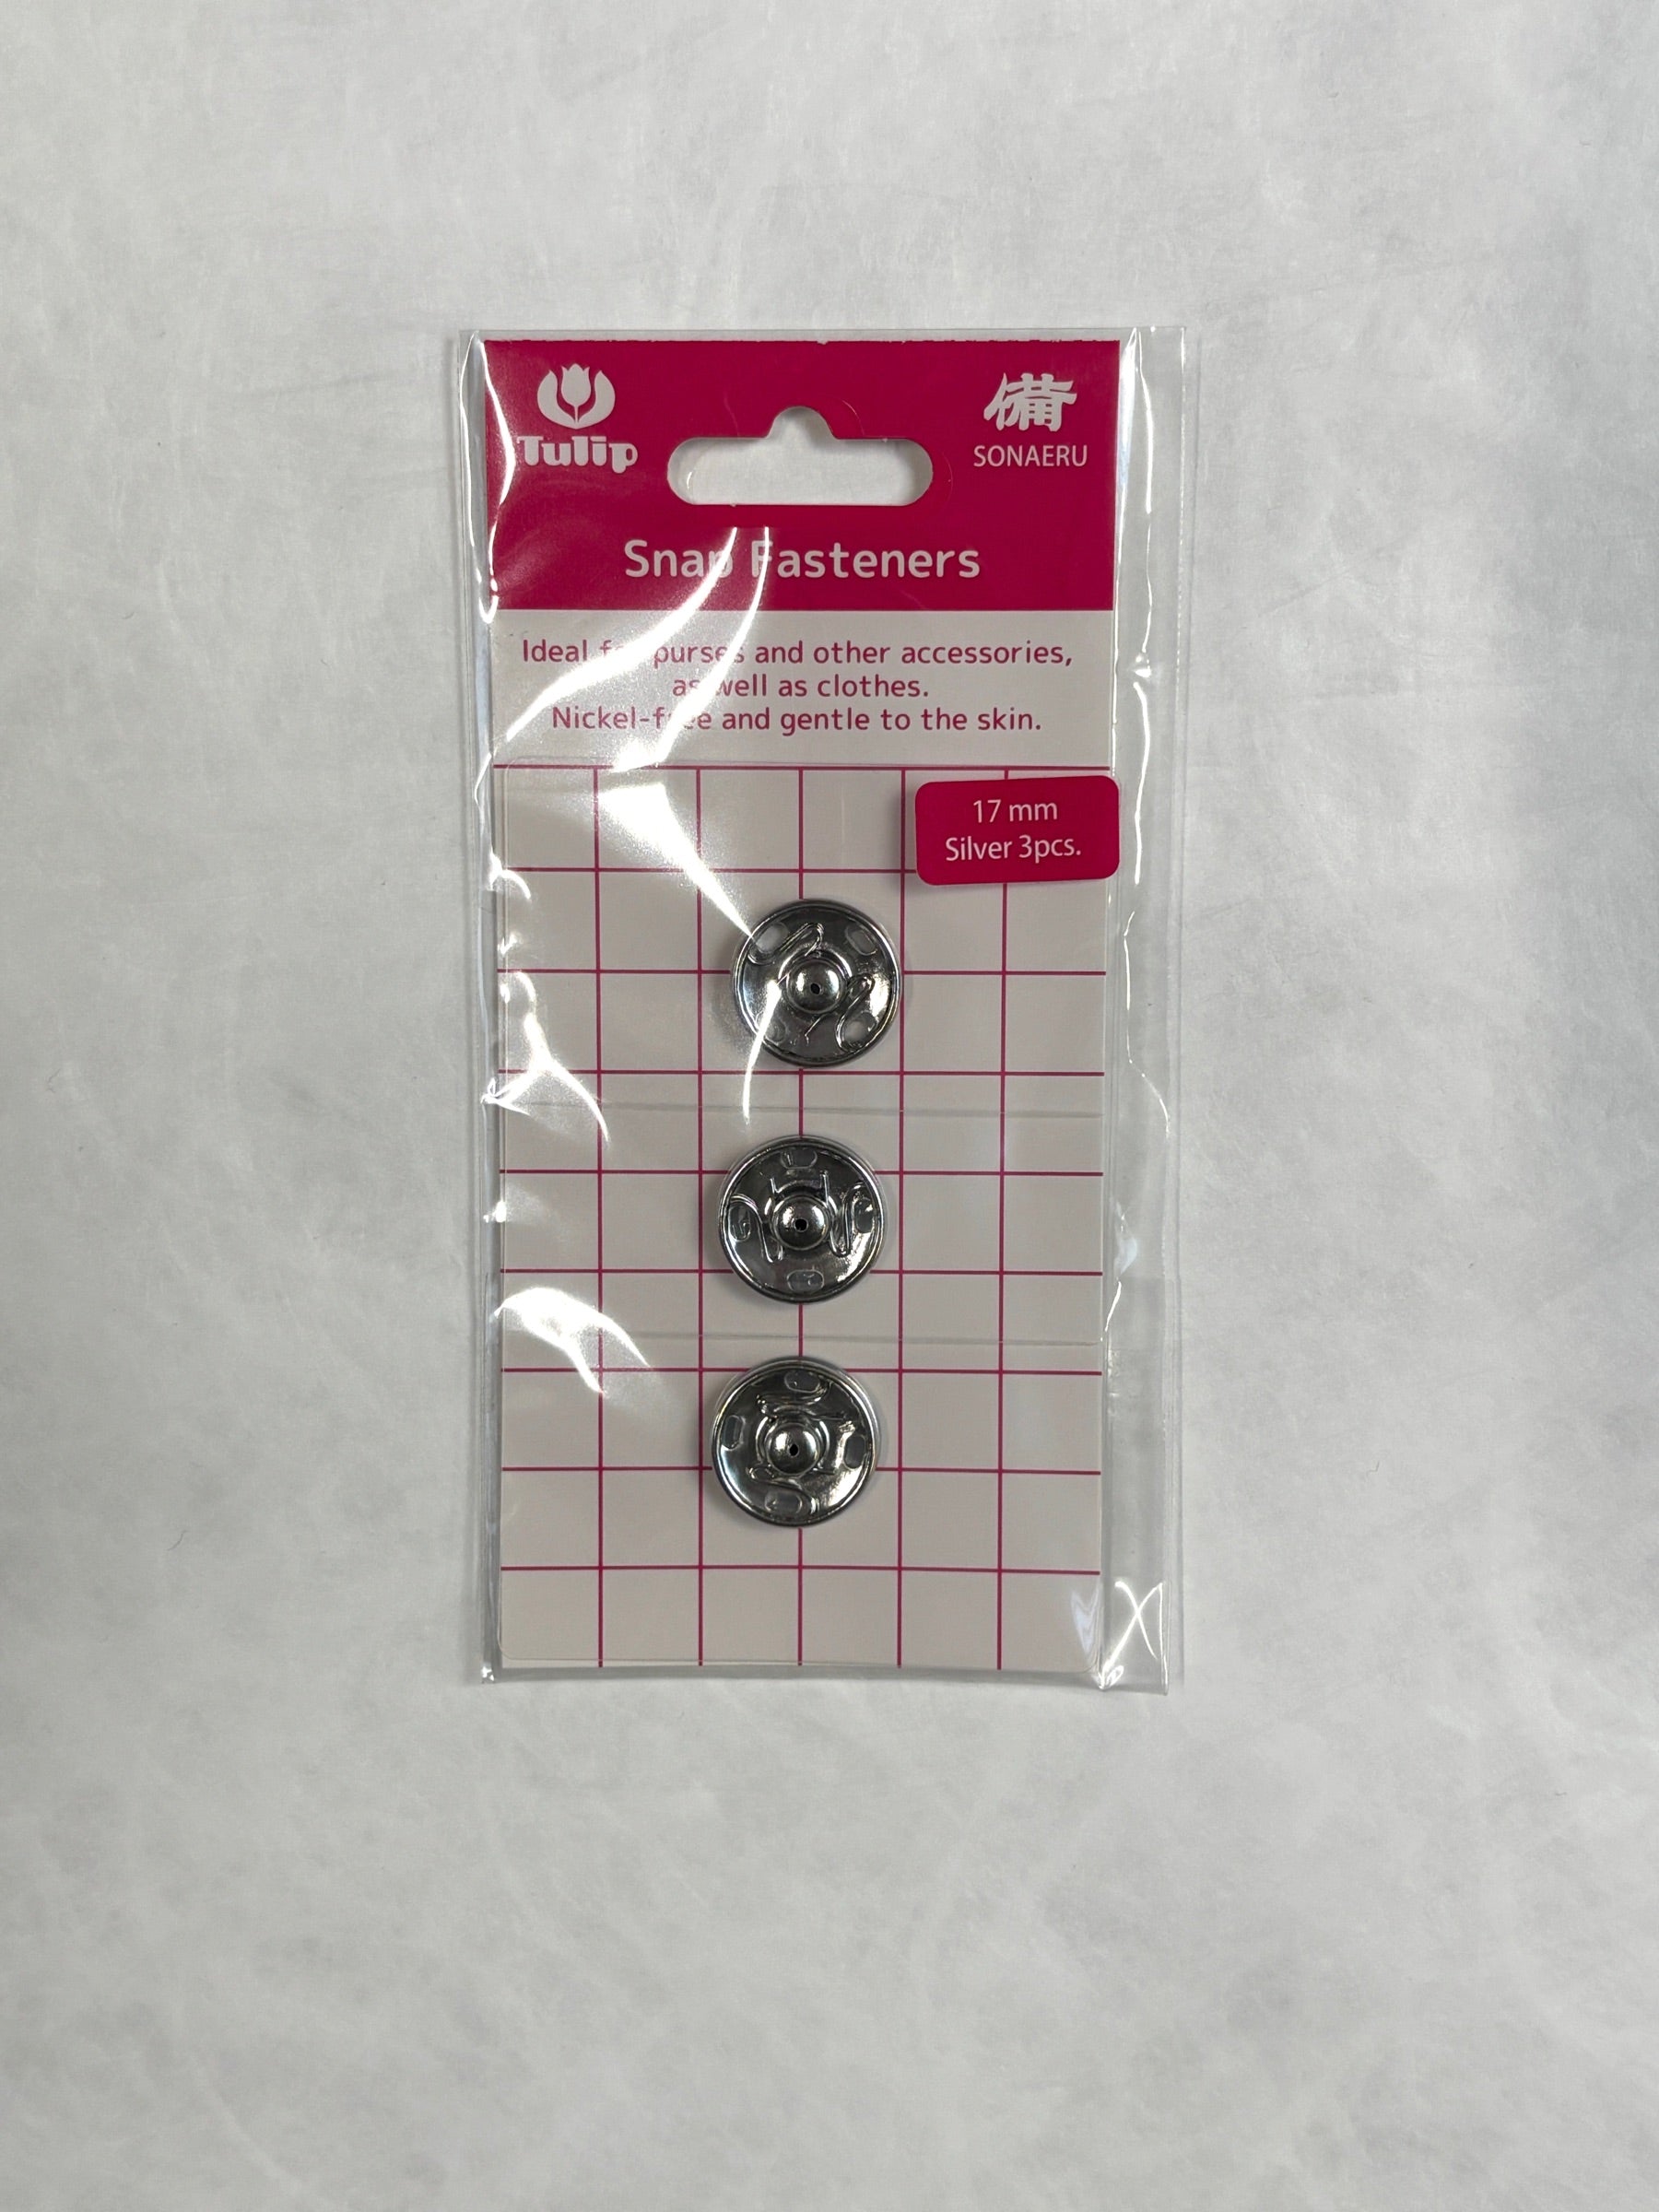 Tulip
備
SONAERU
Snap Fasteners
Ideal for purses and other accessories,
as well as clothes.
Nickel-free and gentle to the skin.
17 mm
Silver 3pcs.